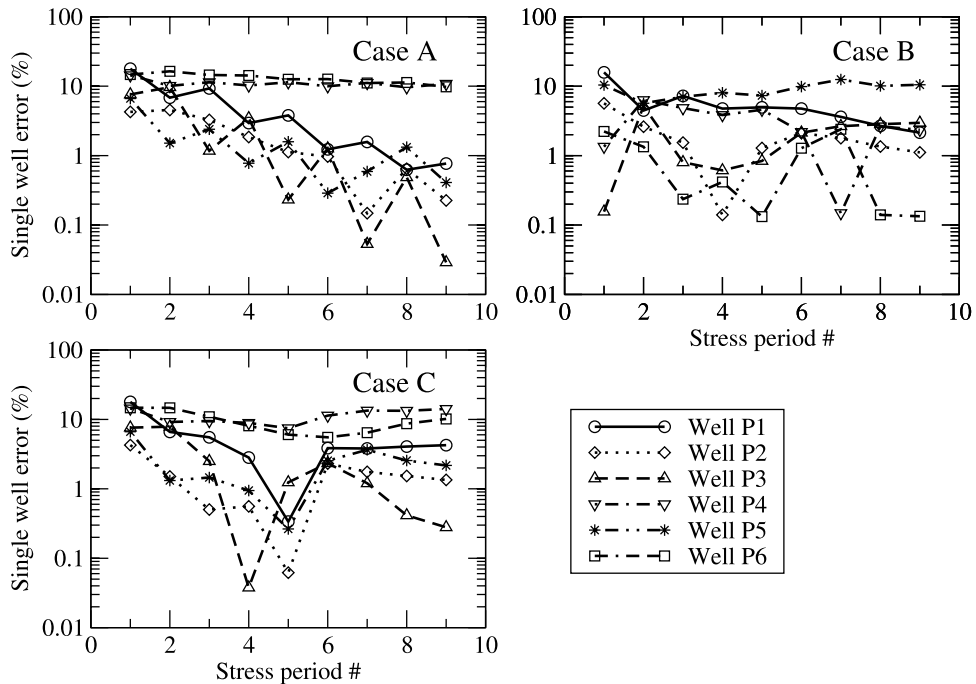 Case A
Single well error (%)
100
10
1
0.1
0.01
0 2 4 6 8 10
Case B
100
10
1
0.1
0.01
0 2 4 6 8 10
Stress period #
Case C
Single well error (%)
100
10
1
0.1
0.01
0 2 4 6 8 10
Stress period #
Well P1
Well P2
Well P3
Well P4
Well P5
Well P6